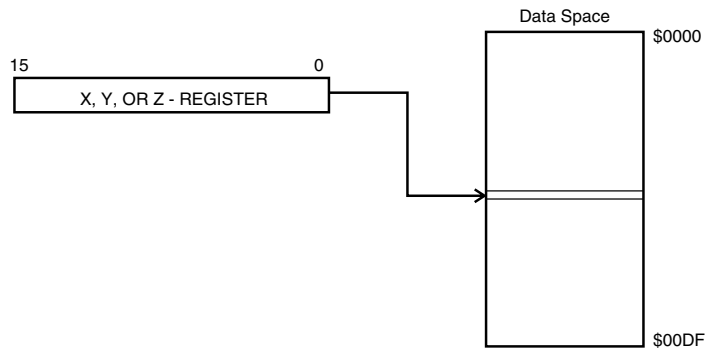 Data Space
$0000
15 0
X, Y, OR Z - REGISTER
$00DF